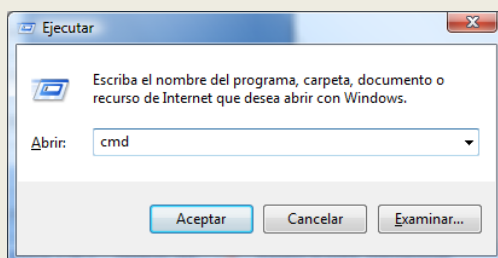 Ejecutar
Escriba el nombre del programa, carpeta, documento o
recurso de Internet que desea abrir con Windows.
Abrir: cmd
Aceptar Cancelar Examinar...